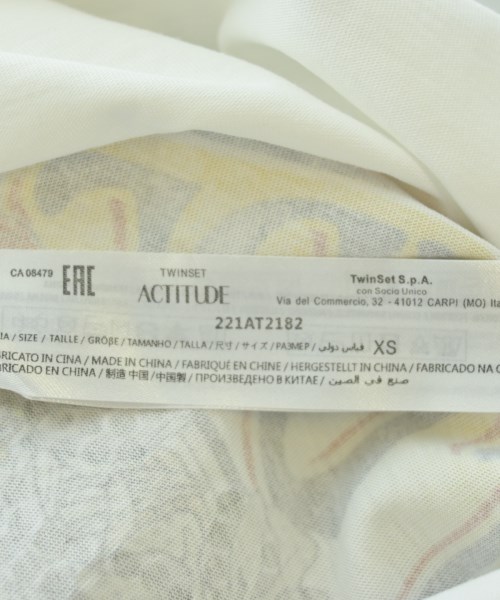 CA 08479 EAC TWINSET ACTITUDE
TwinSet S.p.A.
con Socio Unico
Via del Commercio, 32 - 41012 CARPI (MO) Ita
221AT2182
IA / SIZE / TAILLE / GRÖßE / TAMANHO / TALLA / 尺寸 / サイズ / РАЗМЕР / قياس دولي XS
BRICATO IN CINA / MADE IN CHINA / FABRIQUÉ EN CHINE / HERGESTELLT IN CHINA / FABRICADO NA C
BRICADO EN CHINA / 制造 中国 / 中国製 / ПРОИЗВЕДЕНО В КИТАЕ / صنع في الصين